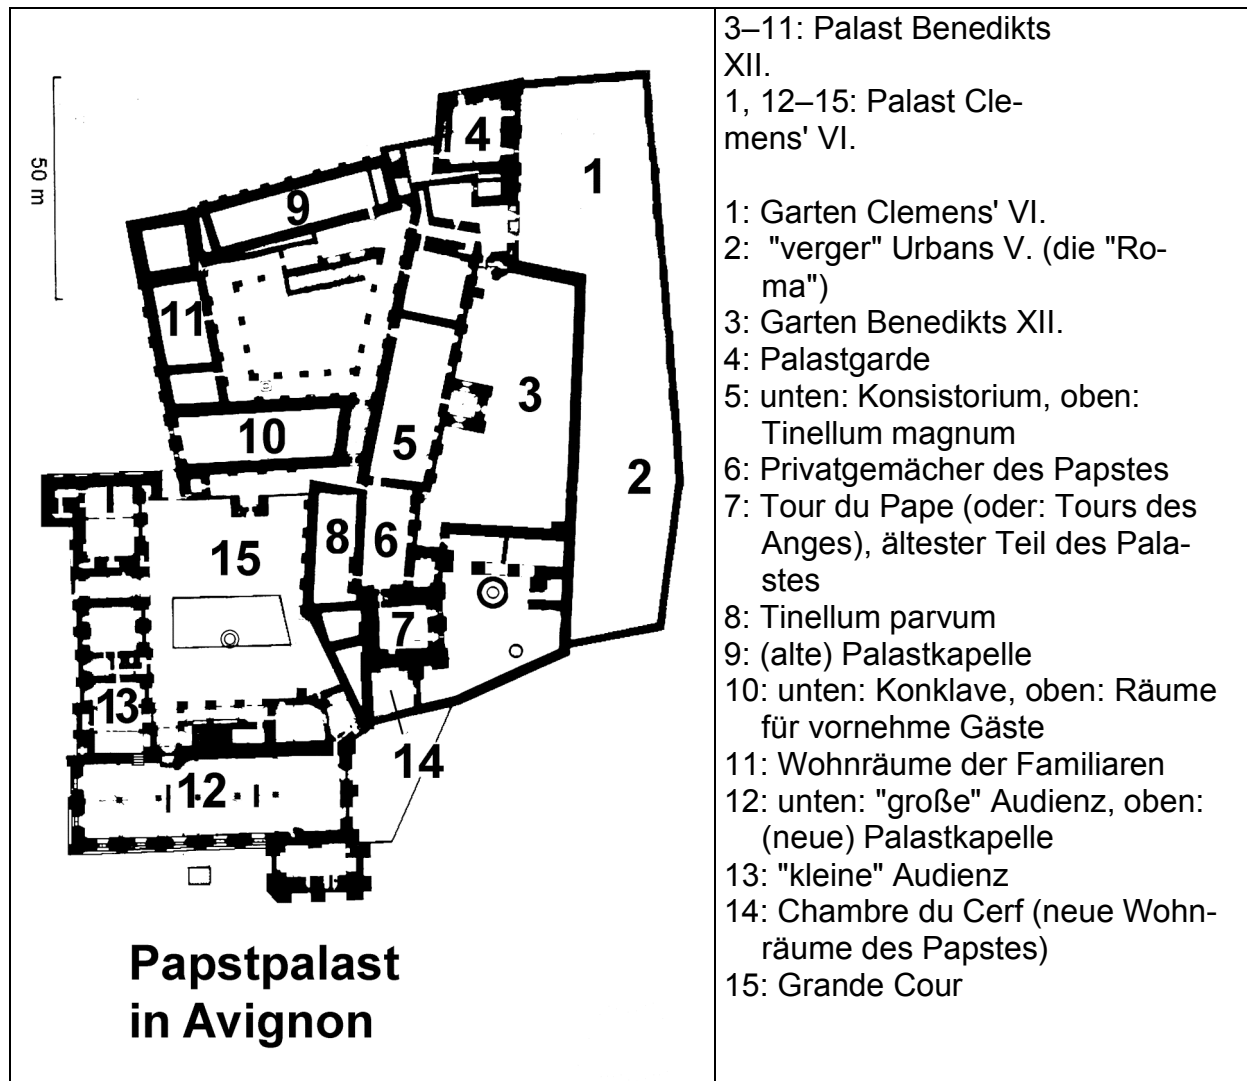 50 m
4
1
9
11
3
10
5
2
8
6
15
7
13
14
12
Papstpalast
in Avignon
3–11: Palast Benedikts
XII.
1, 12–15: Palast Cle-
mens' VI.
1: Garten Clemens' VI.
2: "verger" Urbans V. (die "Ro-
ma")
3: Garten Benedikts XII.
4: Palastgarde
5: unten: Konsistorium, oben:
Tinellum magnum
6: Privatgemächer des Papstes
7: Tour du Pape (oder: Tours des
Anges), ältester Teil des Pala-
stes
8: Tinellum parvum
9: (alte) Palastkapelle
10: unten: Konklave, oben: Räume
für vornehme Gäste
11: Wohnräume der Familiaren
12: unten: "große" Audienz, oben:
(neue) Palastkapelle
13: "kleine" Audienz
14: Chambre du Cerf (neue Wohn-
räume des Papstes)
15: Grande Cour